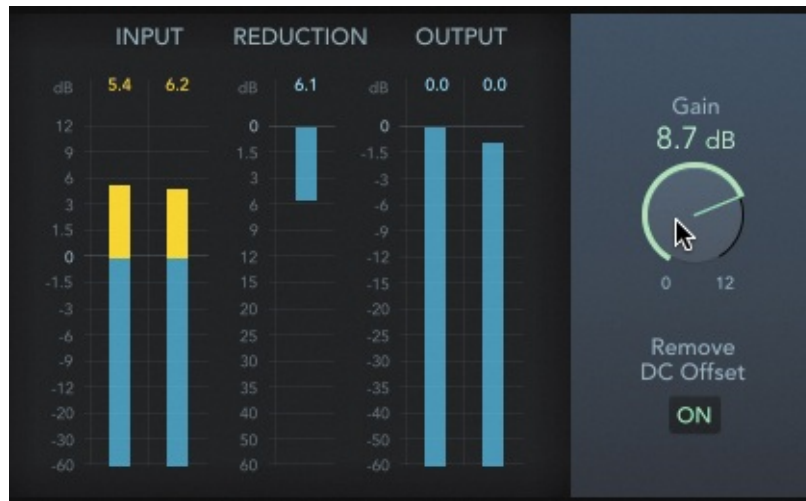 INPUT REDUCTION OUTPUT
dB 5.4 6.2 dB 6.1 dB 0.0 0.0
12 0 0
9 1.5 -1.5
6 3 -3
3 6 -6
1.5 9 -9
0 12 -12
-1.5 15 -15
-3 20 -20
-6 25 -25
-9 30 -30
-12 35 -35
-20 40 -40
-30 50 -50
-60 60 -60
Gain
8.7 dB
0 12
Remove
DC Offset
ON